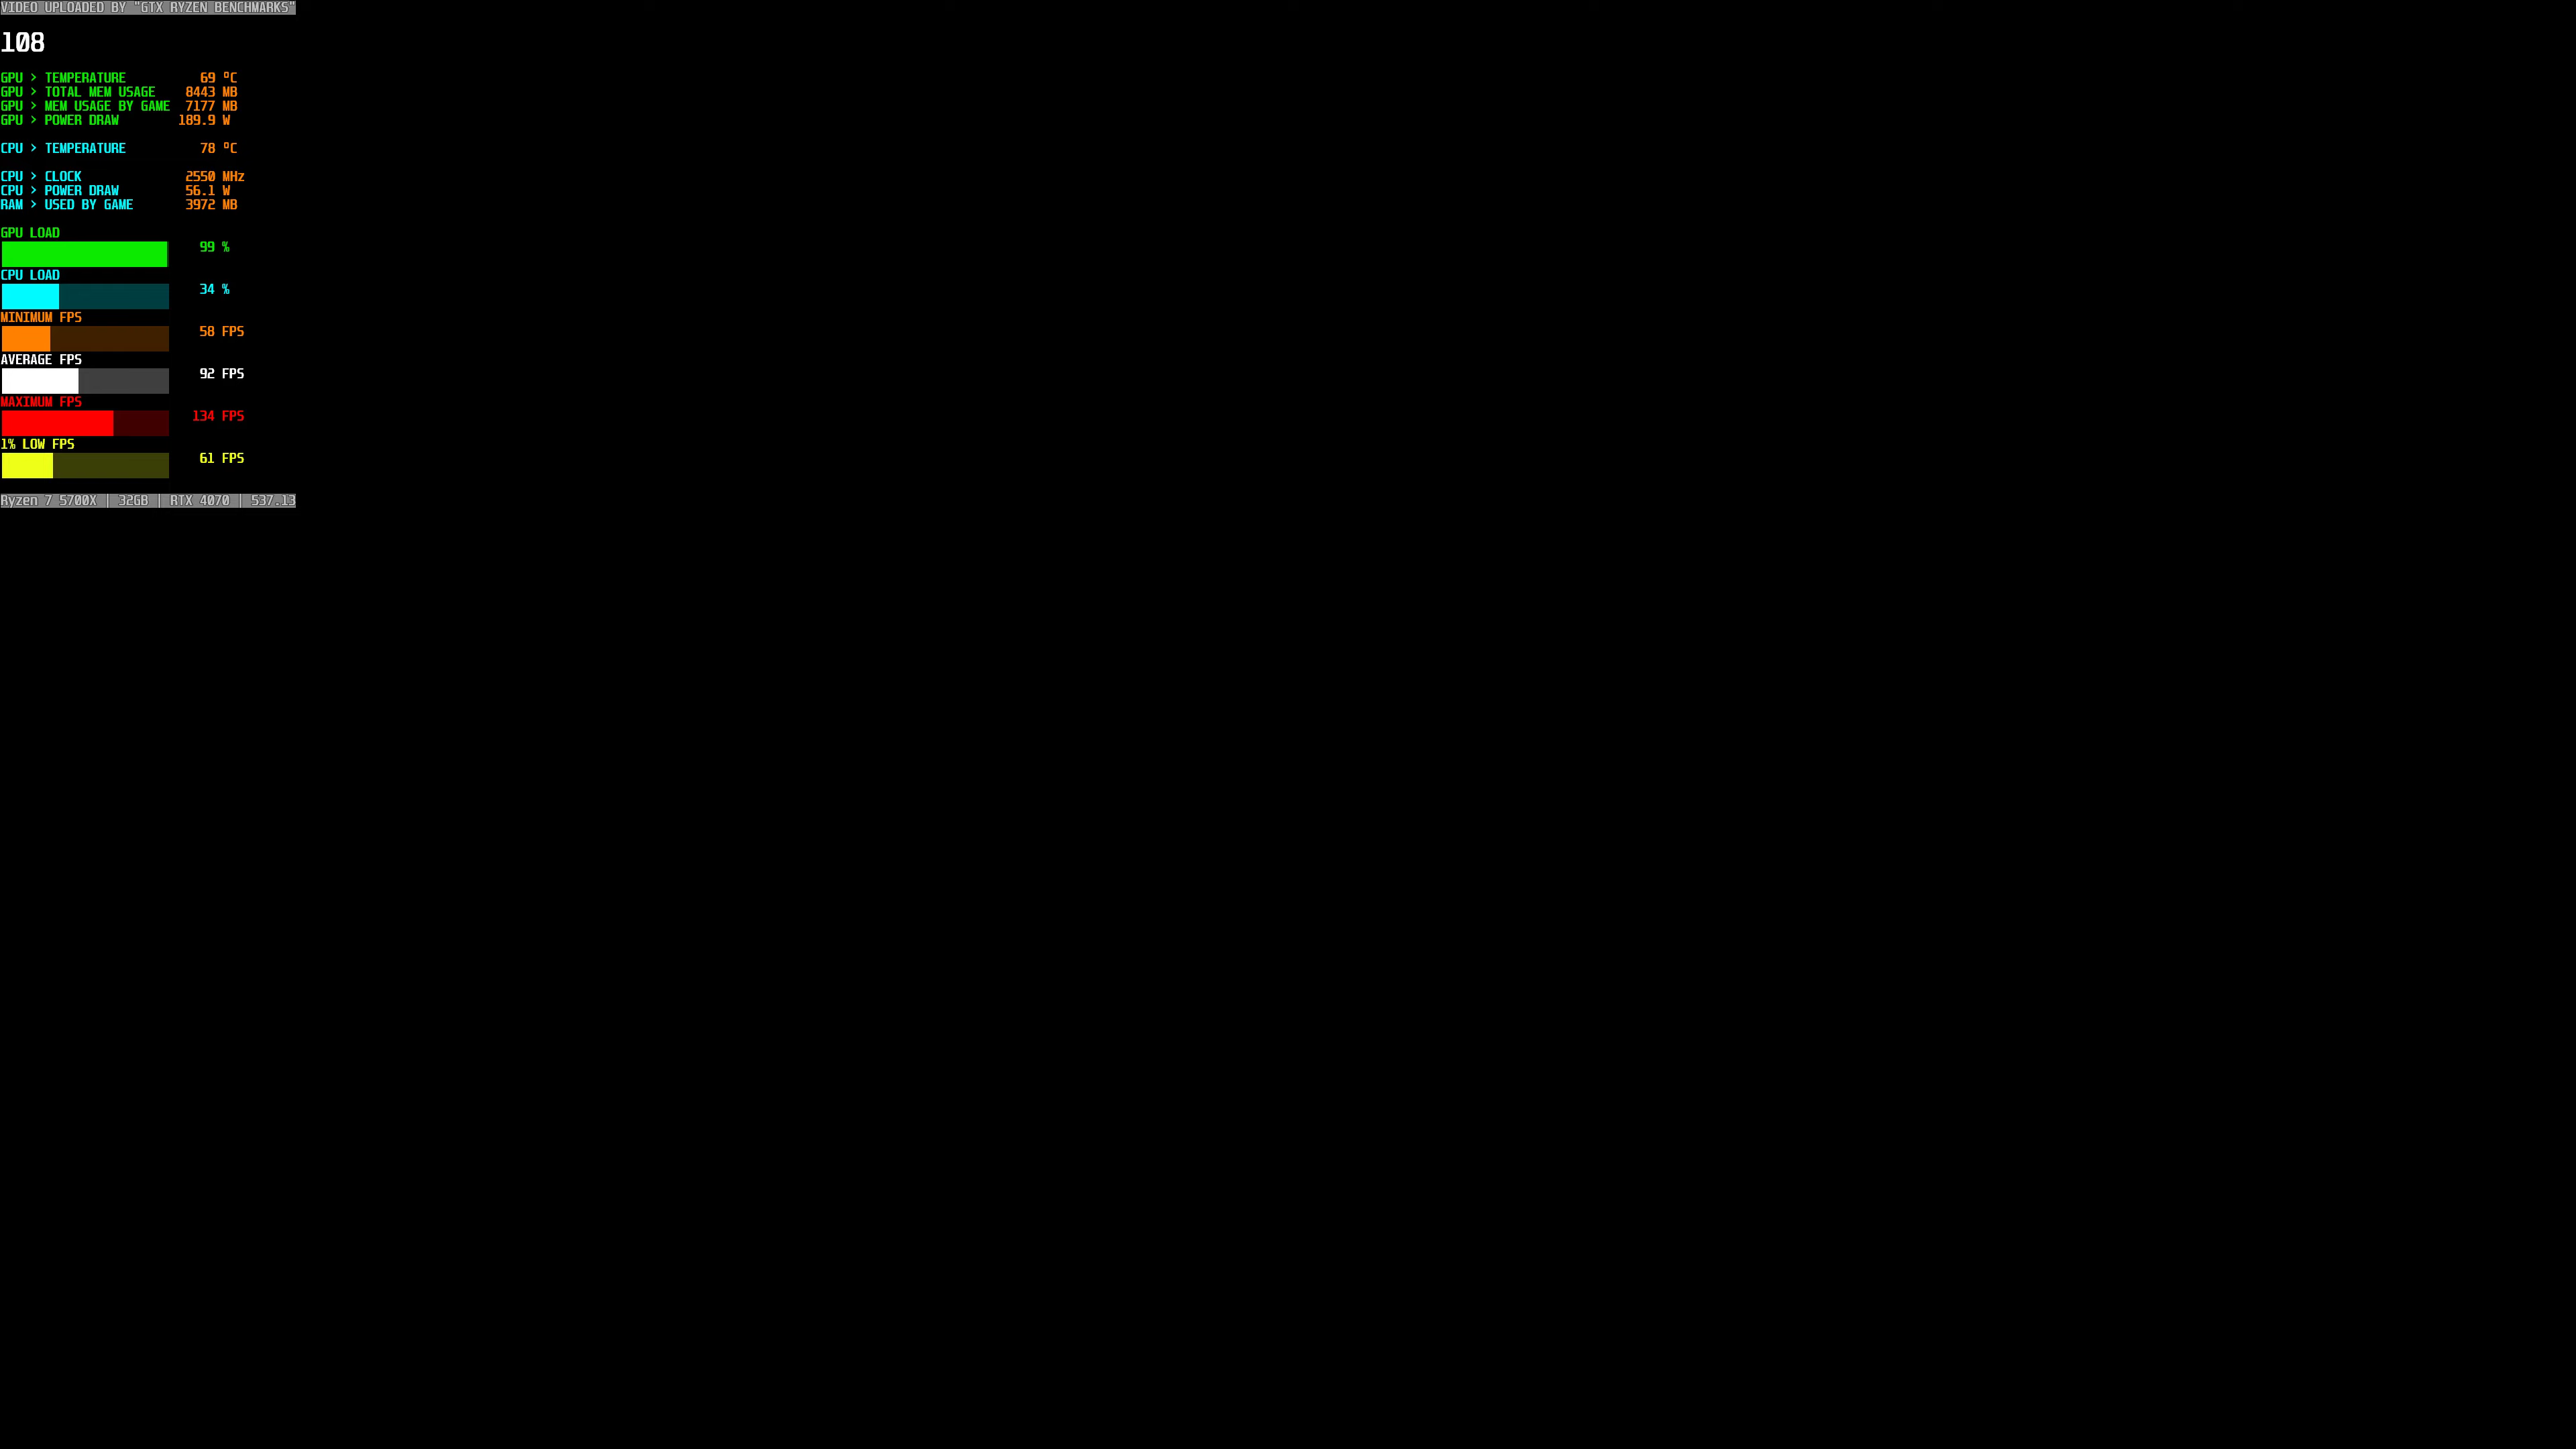 VIDEO UPLOADED BY "GTX RYZEN BENCHMARKS"
108
GPU > TEMPERATURE 69 ºC
GPU > TOTAL MEM USAGE 8443 MB
GPU > MEM USAGE BY GAME 7177 MB
GPU > POWER DRAW 189.9 W
CPU > TEMPERATURE 78 ºC
CPU > CLOCK 2550 MHz
CPU > POWER DRAW 56.1 W
RAM > USED BY GAME 3972 MB
GPU LOAD
99 %
CPU LOAD
34 %
MINIMUM FPS
58 FPS
AVERAGE FPS
92 FPS
MAXIMUM FPS
134 FPS
1% LOW FPS
61 FPS
Ryzen 7 5700X | 32GB | RTX 4070 | 537.13